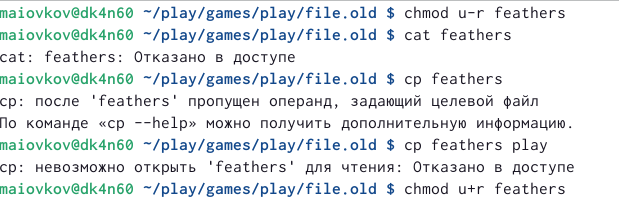 maiovkov@dk4n60 ~/play/games/play/file.old $ chmod u-r feathers
maiovkov@dk4n60 ~/play/games/play/file.old $ cat feathers
cat: feathers: Отказано в доступе
maiovkov@dk4n60 ~/play/games/play/file.old $ cp feathers
cp: после 'feathers' пропущен операнд, задающий целевой файл
По команде «cp --help» можно получить дополнительную информацию.
maiovkov@dk4n60 ~/play/games/play/file.old $ cp feathers play
cp: невозможно открыть 'feathers' для чтения: Отказано в доступе
maiovkov@dk4n60 ~/play/games/play/file.old $ chmod u+r feathers